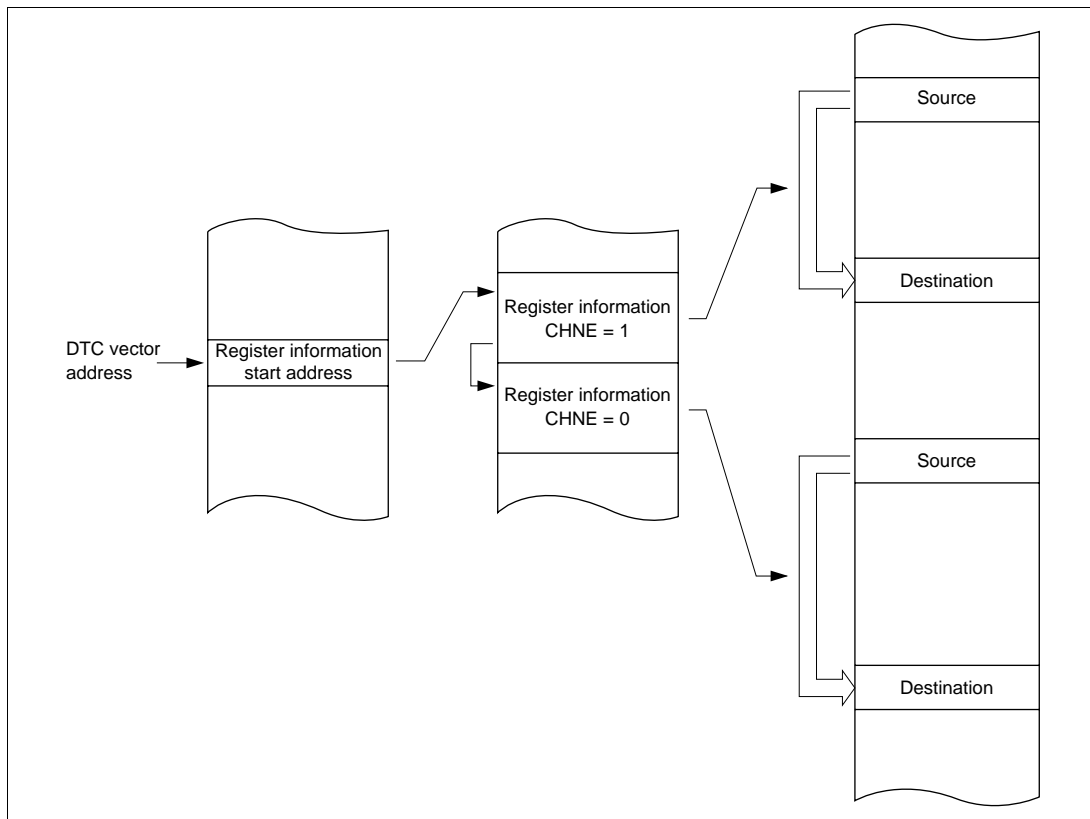 DTC vector
address
Register information
start address
Register information
CHNE = 1
Register information
CHNE = 0
Source
Destination
Source
Destination